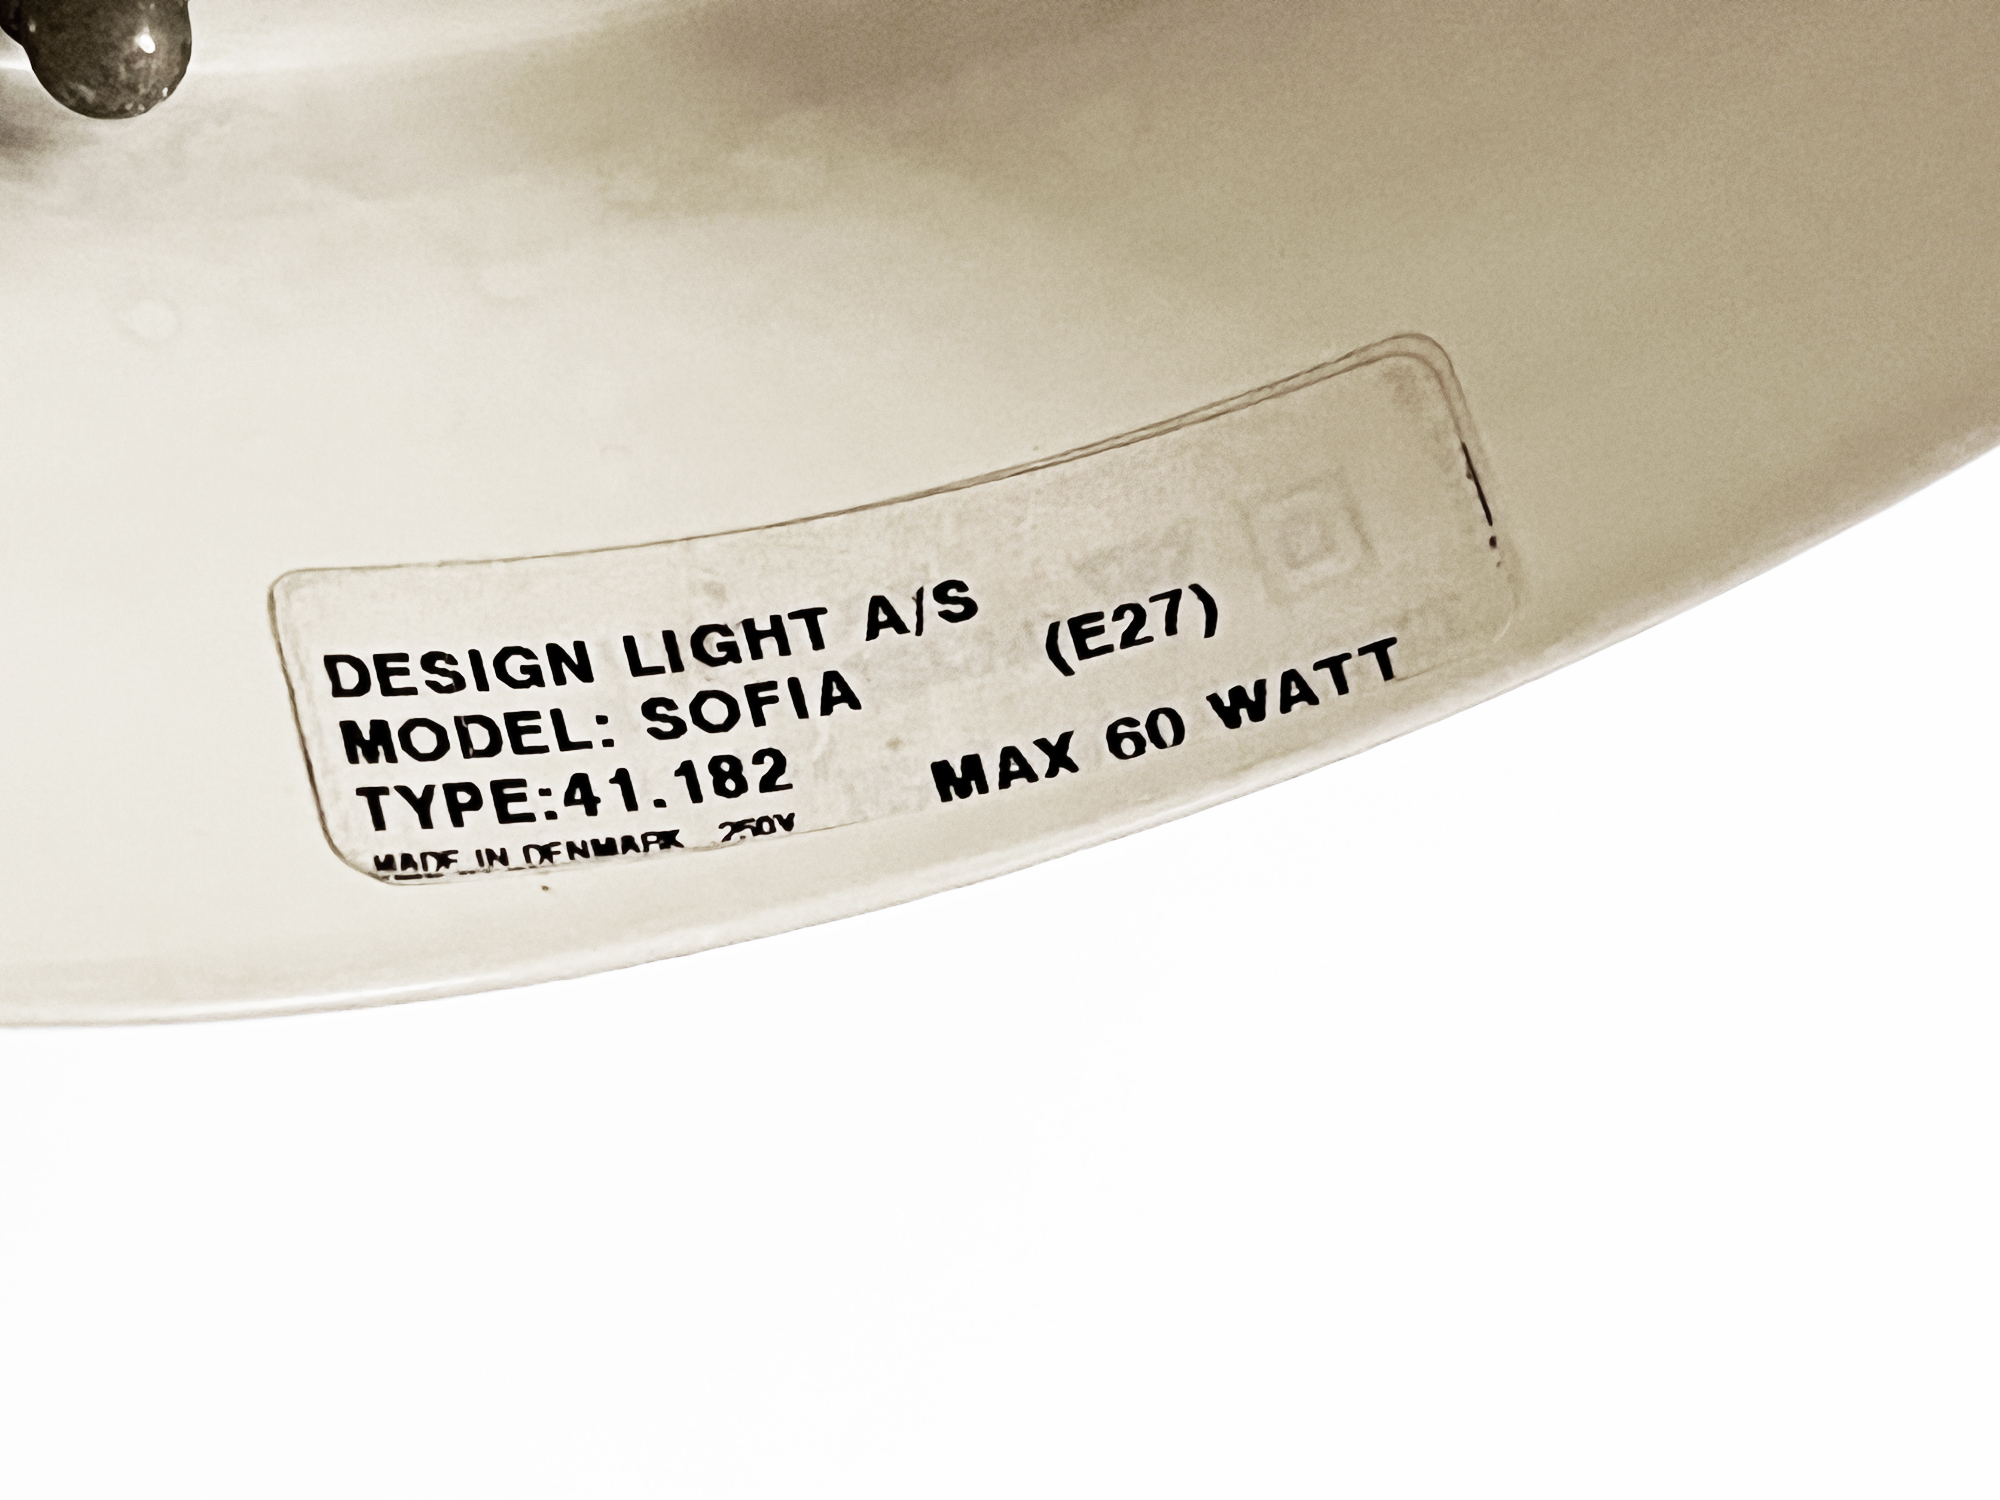 DESIGN LIGHT A/S
MODEL: SOFIA (E27)
TYPE:41.182 MAX 60 WATT
MADE IN DENMARK 250V